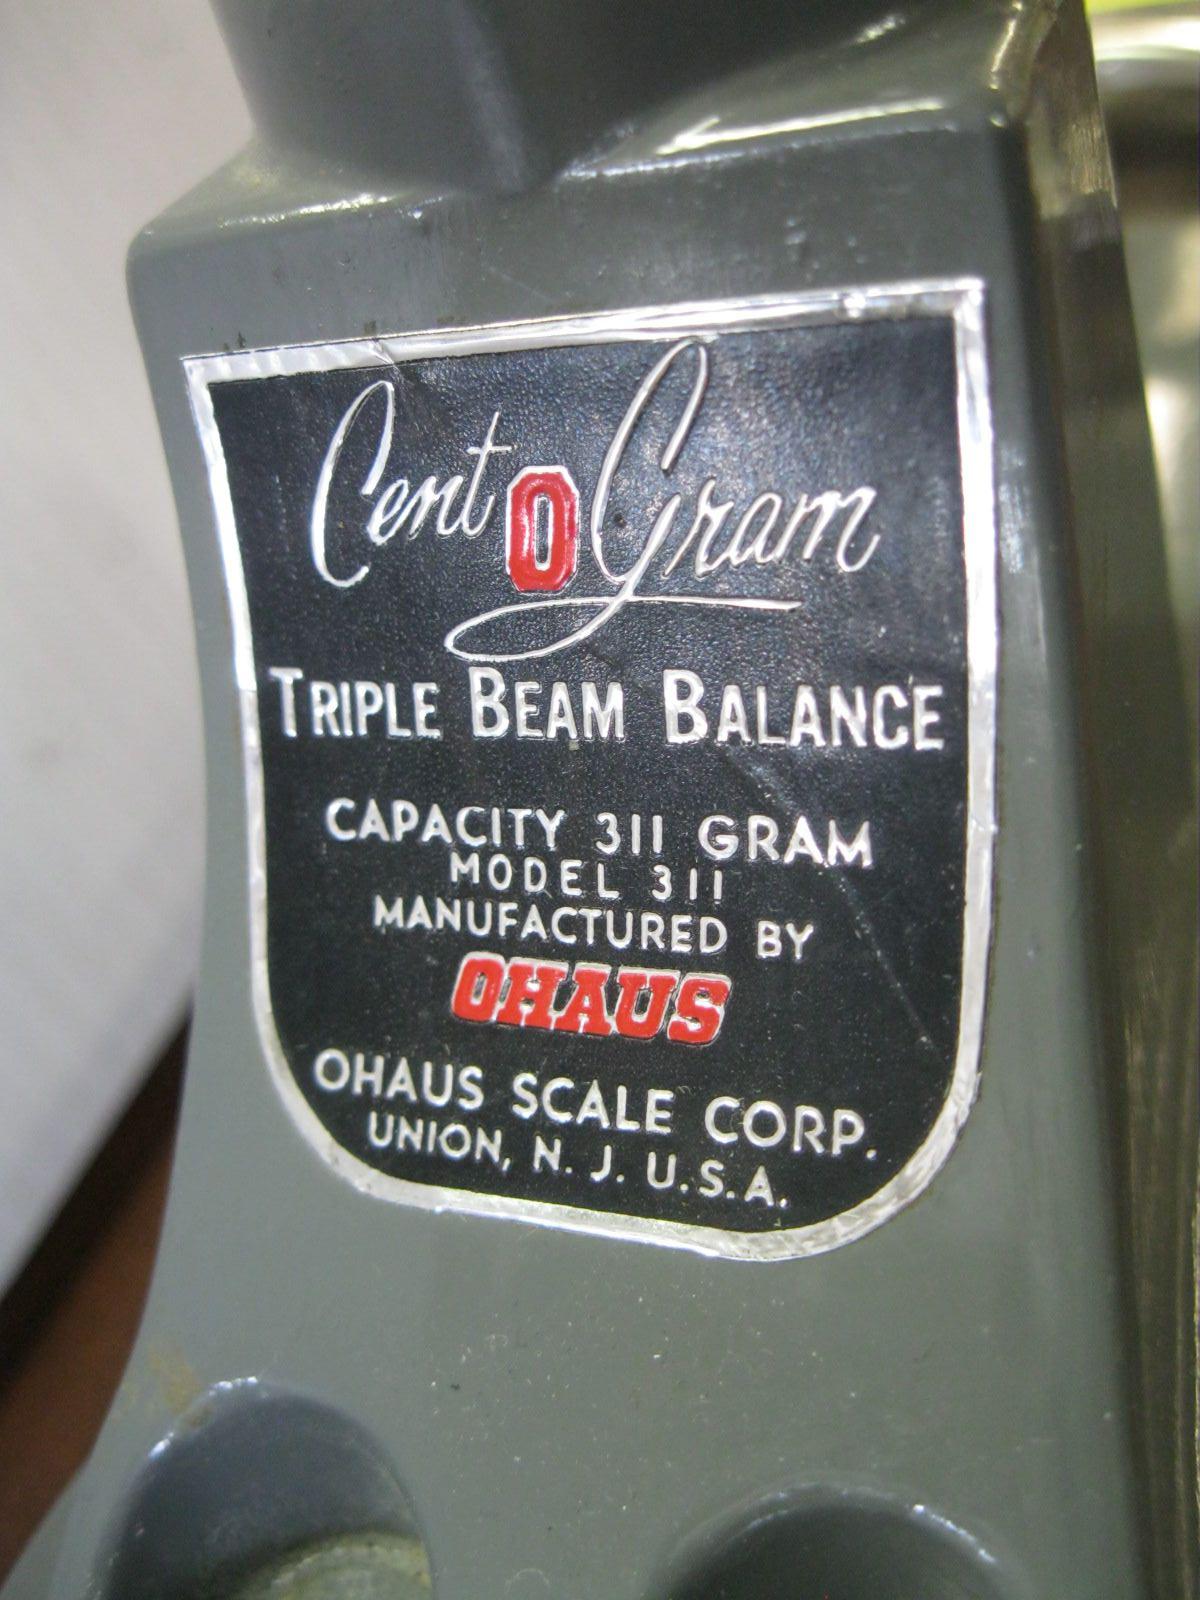 Cent O Gram
TRIPLE BEAM BALANCE
CAPACITY 311 GRAM
MODEL 311
MANUFACTURED BY
OHAUS
OHAUS SCALE CORP.
UNION, N. J. U.S.A.